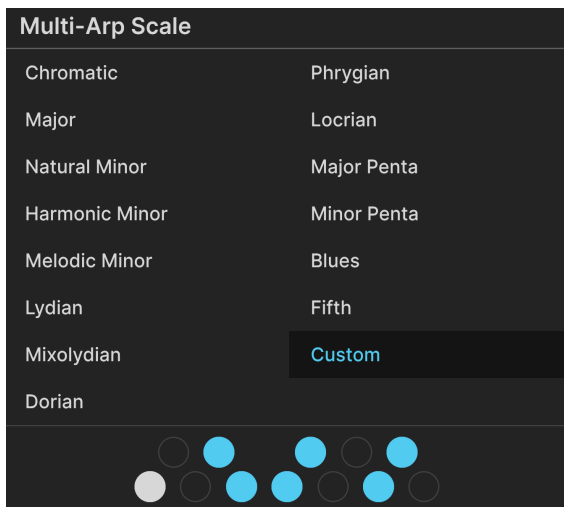 Multi-Arp Scale
Chromatic
Major
Natural Minor
Harmonic Minor
Melodic Minor
Lydian
Mixolydian
Dorian
Phrygian
Locrian
Major Penta
Minor Penta
Blues
Fifth
Custom